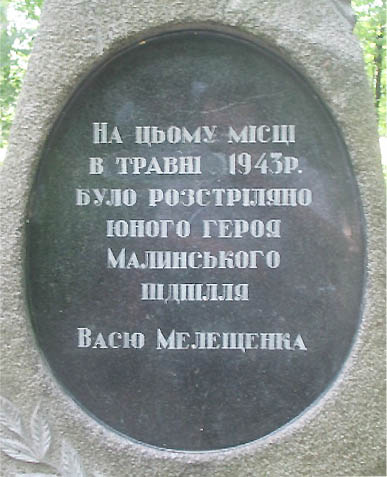 На цьому місці
в травні 1943р.
було розстріляно
юного героя
Малинського
підпілля
Васю Мелещенка